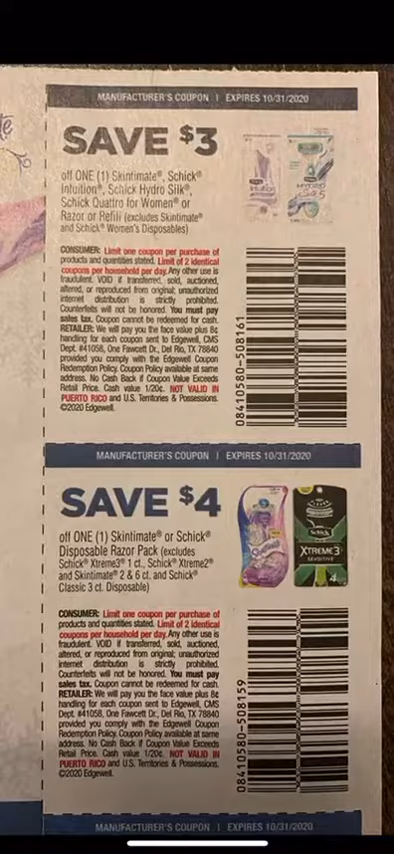 te
MANUFACTURER'S COUPON | EXPIRES 10/31/2020
SAVE $3
off ONE (1) Skintimate®, Schick®
Intuition®, Schick Hydro Silk®,
Schick Quattro for Women® or
Razor or Refill (excludes Skintimate®
and Schick® Women's Disposables)
CONSUMER: Limit one coupon per purchase of
products and quantities stated. Limit of 2 identical
coupons per household per day. Any other use is
fraudulent. VOID if transferred, sold, auctioned,
altered, or reproduced from original; unauthorized
internet distribution is strictly prohibited.
Counterfeits will not be honored. You must pay
sales tax. Coupon cannot be redeemed for cash.
RETAILER: We will pay you the face value plus 8¢
handling for each coupon sent to Edgewell, CMS
Dept. #41058, One Fawcett Dr., Del Rio, TX 78840
provided you comply with the Edgewell Coupon
Redemption Policy. Coupon Policy available at same
address. No Cash Back if Coupon Value Exceeds
Retail Price. Cash value 1/20¢. NOT VALID IN
PUERTO RICO and U.S. Territories & Possessions.
©2020 Edgewell.
08410580-508161
MANUFACTURER'S COUPON | EXPIRES 10/31/2020
SAVE $4
off ONE (1) Skintimate® or Schick®
Disposable Razor Pack (excludes
Schick® Xtreme3® 1 ct., Schick® Xtreme2®
and Skintimate® 2 & 6 ct. and Schick®
Classic 3 ct. Disposable)
Schick
XTREME3
SENSITIVE
4
CONSUMER: Limit one coupon per purchase of
products and quantities stated. Limit of 2 identical
coupons per household per day. Any other use is
fraudulent. VOID if transferred, sold, auctioned,
altered, or reproduced from original; unauthorized
internet distribution is strictly prohibited.
Counterfeits will not be honored. You must pay
sales tax. Coupon cannot be redeemed for cash.
RETAILER: We will pay you the face value plus 8¢
handling for each coupon sent to Edgewell, CMS
Dept. #41058, One Fawcett Dr., Del Rio, TX 78840
provided you comply with the Edgewell Coupon
Redemption Policy. Coupon Policy available at same
address. No Cash Back if Coupon Value Exceeds
Retail Price. Cash value 1/20¢. NOT VALID IN
PUERTO RICO and U.S. Territories & Possessions.
©2020 Edgewell.
08410580-508159
MANUFACTURER'S COUPON | EXPIRES 10/31/2020